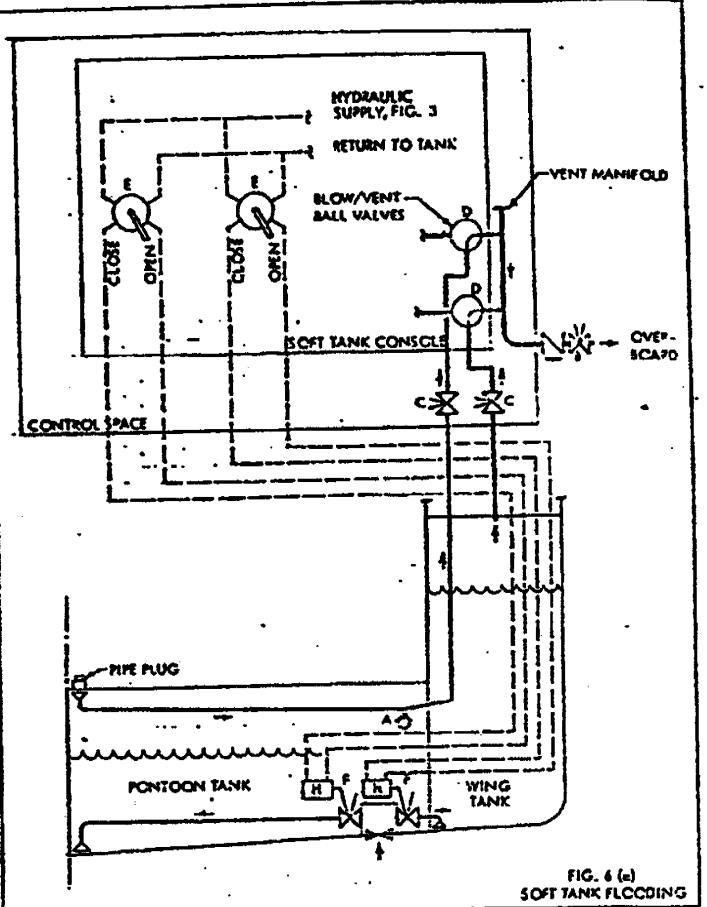 HYDRAULIC
SUPPLY, FIG. 3
RETURN TO TANK
VENT MANIFOLD
E
E
BLOW/VENT
BALL VALVES
D
CLOSE
OPEN
CLOSE
OPEN
D
SOFT TANK CONSOLE
OVER-
BOARD
C
C
CONTROL SPACE
PIPE PLUG
A
PONTOON TANK
H
F
H
F
WING
TANK
FIG. 6 (a)
SOFT TANK FLOODING